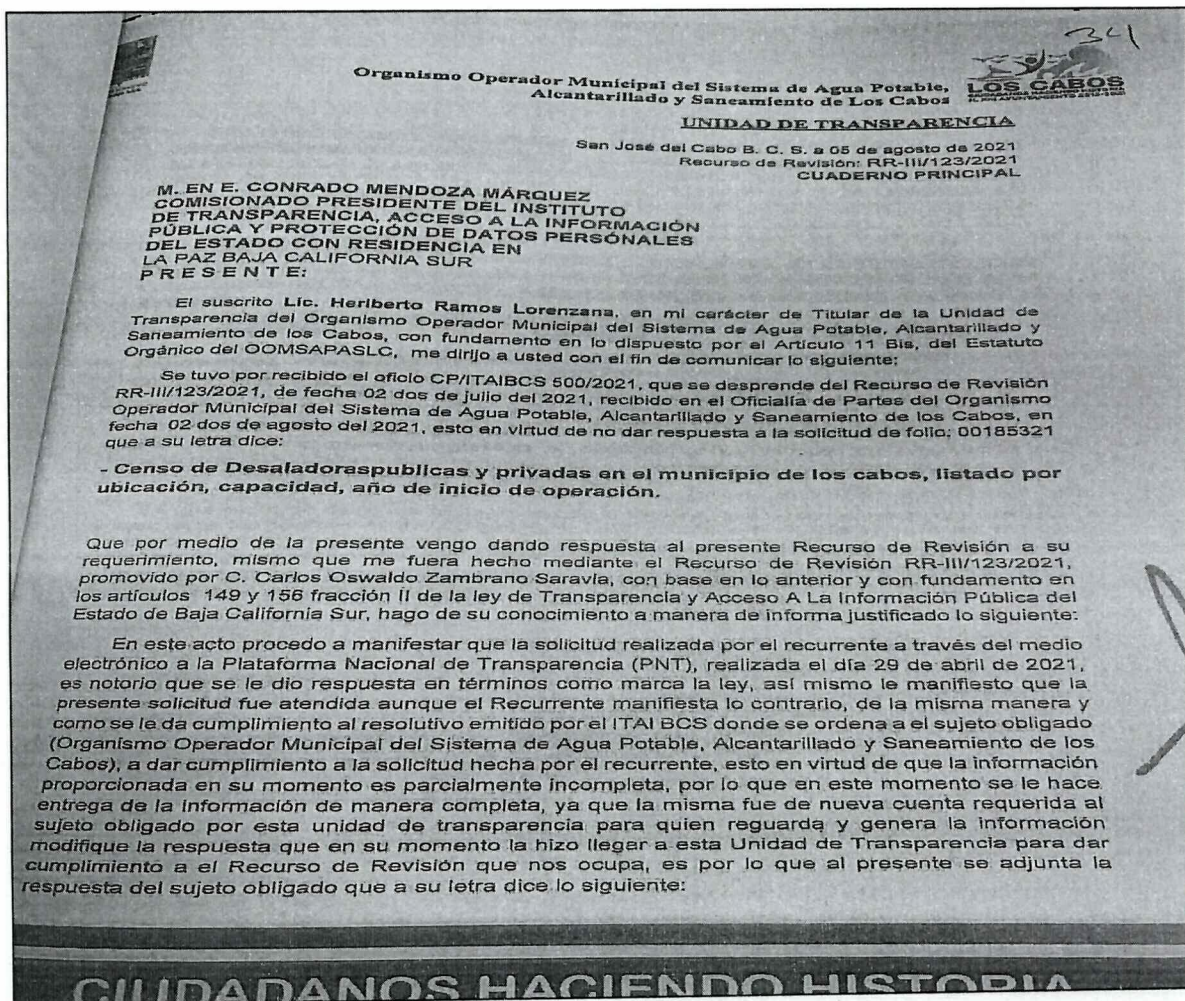 34
Organismo Operador Municipal del Sistema de Agua Potable,
Alcantarillado y Saneamiento de Los Cabos
LOS CABOS
UNIDAD DE TRANSPARENCIA
San José del Cabo B. C. S. a 05 de agosto de 2021
Recurso de Revisión: RR-III/123/2021
CUADERNO PRINCIPAL
M. EN E. CONRADO MENDOZA MÁRQUEZ
COMISIONADO PRESIDENTE DEL INSTITUTO
DE TRANSPARENCIA, ACCESO A LA INFORMACIÓN
PÚBLICA Y PROTECCIÓN DE DATOS PERSÓNALES
DEL ESTADO CON RESIDENCIA EN
LA PAZ BAJA CALIFORNIA SUR
P R E S E N T E:
El suscrito Lic. Heriberto Ramos Lorenzana, en mi carácter de Titular de la Unidad de
Transparencia del Organismo Operador Municipal del Sistema de Agua Potable, Alcantarillado y
Saneamiento de los Cabos, con fundamento en lo dispuesto por el Artículo 11 Bis, del Estatuto
Orgánico del OOMSAPASLC, me dirijo a usted con el fin de comunicar lo siguiente:
Se tuvo por recibido el oficio CP/ITAIBCS 500/2021, que se desprende del Recurso de Revisión
RR-III/123/2021, de fecha 02 dos de julio del 2021, recibido en el Oficialía de Partes del Organismo
Operador Municipal del Sistema de Agua Potable, Alcantarillado y Saneamiento de los Cabos, en
fecha 02 dos de agosto del 2021, esto en virtud de no dar respuesta a la solicitud de folio; 00185321
que a su letra dice:
- Censo de Desaladoraspublicas y privadas en el municipio de los cabos, listado por
ubicación, capacidad, año de inicio de operación.
Que por medio de la presente vengo dando respuesta al presente Recurso de Revisión a su
requerimiento, mismo que me fuera hecho mediante el Recurso de Revisión RR-III/123/2021,
promovido por C. Carlos Oswaldo Zambrano Saravia, con base en lo anterior y con fundamento en
los artículos 149 y 156 fracción II de la ley de Transparencia y Acceso A La Información Pública del
Estado de Baja California Sur, hago de su conocimiento a manera de informa justificado lo siguiente:
En este acto procedo a manifestar que la solicitud realizada por el recurrente a través del medio
electrónico a la Plataforma Nacional de Transparencia (PNT), realizada el día 29 de abril de 2021,
es notorio que se le dio respuesta en términos como marca la ley, así mismo le manifiesto que la
presente solicitud fue atendida aunque el Recurrente manifiesta lo contrario, de la misma manera y
como se le da cumplimiento al resolutivo emitido por el ITAI BCS donde se ordena a el sujeto obligado
(Organismo Operador Municipal del Sistema de Agua Potable, Alcantarillado y Saneamiento de los
Cabos), a dar cumplimiento a la solicitud hecha por el recurrente, esto en virtud de que la información
proporcionada en su momento es parcialmente incompleta, por lo que en este momento se le hace
entrega de la información de manera completa, ya que la misma fue de nueva cuenta requerida al
sujeto obligado por esta unidad de transparencia para quien reguarda y genera la información
modifique la respuesta que en su momento la hizo llegar a esta Unidad de Transparencia para dar
cumplimiento a el Recurso de Revisión que nos ocupa, es por lo que al presente se adjunta la
respuesta del sujeto obligado que a su letra dice lo siguiente:
CIUDADANOS HACIENDO HISTORIA